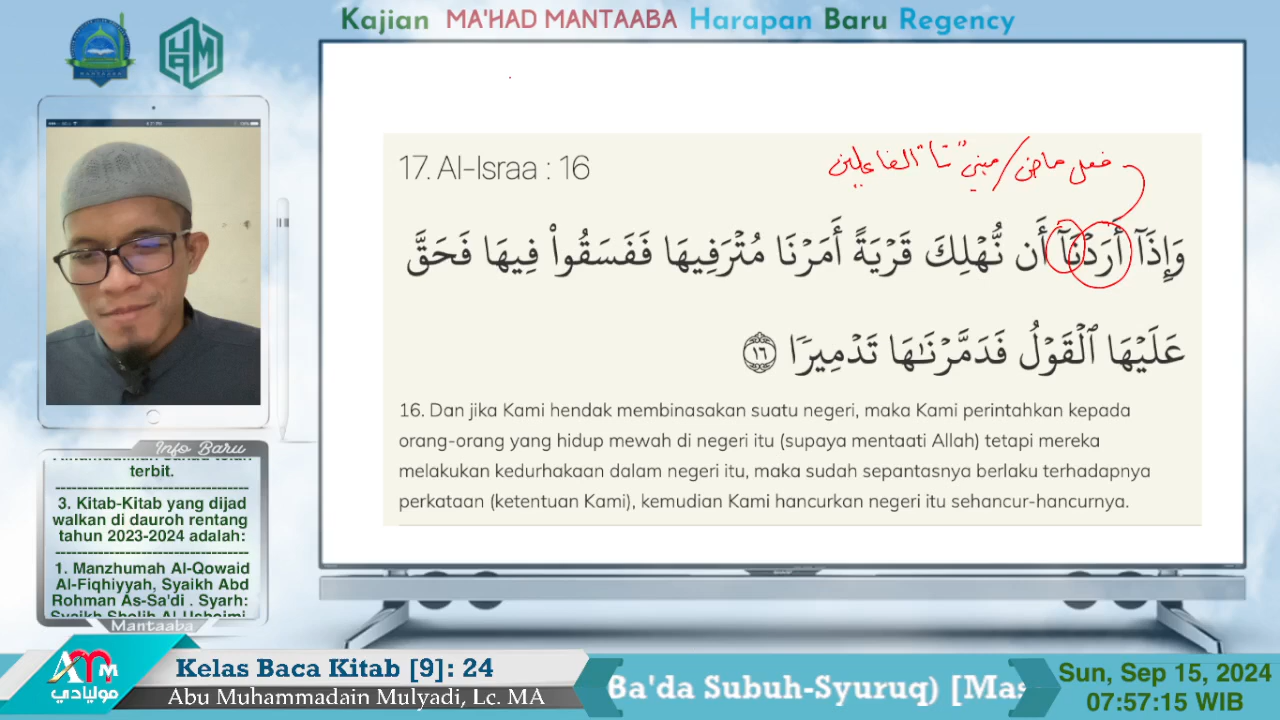 Kajian MA'HAD MANTAABA Harapan Baru Regency
17. Al-Israa : 16
فعل ماض / مبني "نا" الفاعلين
وَإِذَآ أَرَدْنَآ أَن نُّهْلِكَ قَرْيَةً أَمَرْنَا مُتْرَفِيهَا فَفَسَقُوا۟ فِيهَا فَحَقَّ
عَلَيْهَا ٱلْقَوْلُ فَدَمَّرْنَٰهَا تَدْمِيرًا ١٦
16. Dan jika Kami hendak membinasakan suatu negeri, maka Kami perintahkan kepada
orang-orang yang hidup mewah di negeri itu (supaya mentaati Allah) tetapi mereka
melakukan kedurhakaan dalam negeri itu, maka sudah sepantasnya berlaku terhadapnya
perkataan (ketentuan Kami), kemudian Kami hancurkan negeri itu sehancur-hancurnya.
Info Baru
terbit.
3. Kitab-Kitab yang dijad
walkan di dauroh rentang
tahun 2023-2024 adalah:
1. Manzhumah Al-Qowaid
Al-Fiqhiyyah, Syaikh Abd
Rohman As-Sa'di . Syarh:
Mantaaba
موليادي
Kelas Baca Kitab [9]: 24
Abu Muhammadain Mulyadi, Lc. MA
Ba'da Subuh-Syuruq) [Mas
Sun, Sep 15, 2024
07:57:15 WIB